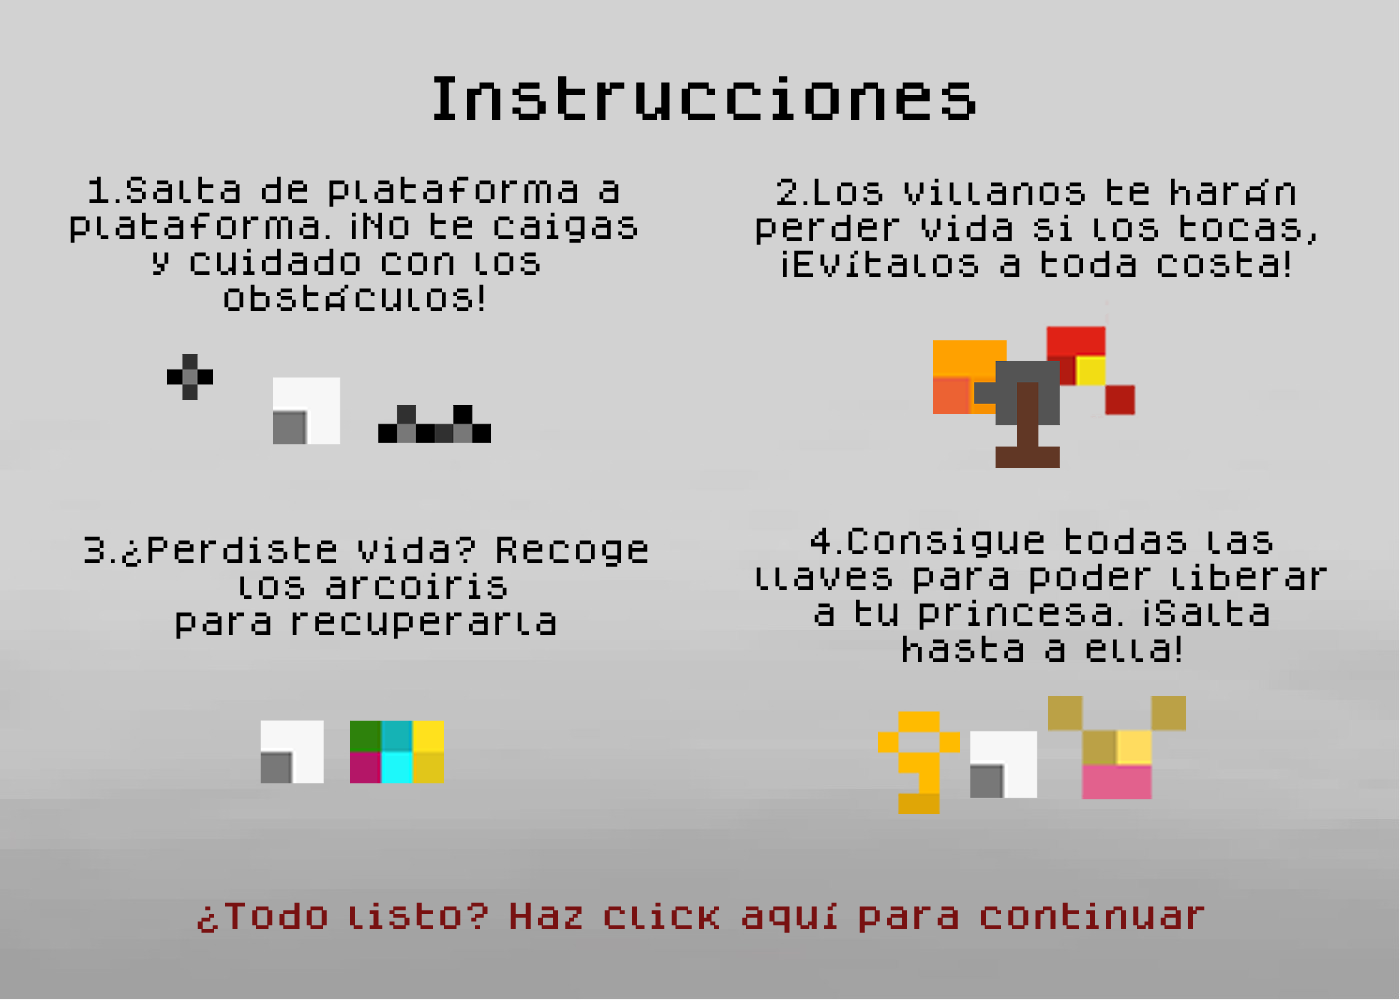 Instrucciones
1.Salta de plataforma a
plataforma. ¡No te caigas
y cuidado con los
obstáculos!
2.Los villanos te harán
perder vida si los tocas,
¡Evítalos a toda costa!
3.¿Perdiste vida? Recoge
los arcoiris
para recuperarla
4.Consigue todas las
llaves para poder liberar
a tu princesa. ¡Salta
hasta a ella!
¿Todo listo? Haz click aquí para continuar